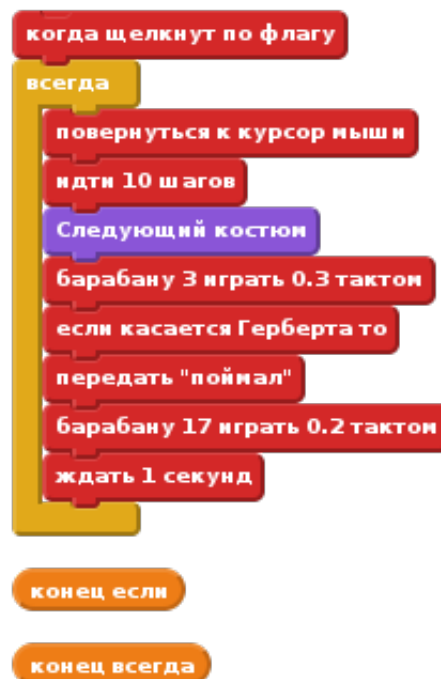 когда щелкнут по флагу
всегда
повернуться к курсор мыши
идти 10 шагов
Следующий костюм
барабану 3 играть 0.3 тактом
если касается Герберта то
передать "поймал"
барабану 17 играть 0.2 тактом
ждать 1 секунд
конец если
конец всегда